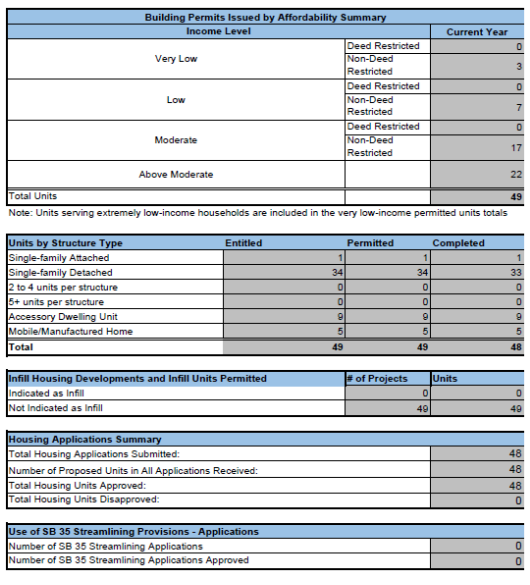 Building Permits Issued by Affordability Summary
Income Level Current Year
Very Low Deed Restricted 0
Non-Deed Restricted 3
Low Deed Restricted 0
Non-Deed Restricted 7
Moderate Deed Restricted 0
Non-Deed Restricted 17
Above Moderate 22
Total Units 49
Note: Units serving extremely low-income households are included in the very low-income permitted units totals
Units by Structure Type Entitled Permitted Completed
Single-family Attached 1 1 1
Single-family Detached 34 34 33
2 to 4 units per structure 0 0 0
5+ units per structure 0 0 0
Accessory Dwelling Unit 9 9 9
Mobile/Manufactured Home 5 5 5
Total 49 49 48
Infill Housing Developments and Infill Units Permitted # of Projects Units
Indicated as Infill 0 0
Not Indicated as Infill 49 49
Housing Applications Summary
Total Housing Applications Submitted: 48
Number of Proposed Units in All Applications Received: 48
Total Housing Units Approved: 48
Total Housing Units Disapproved: 0
Use of SB 35 Streamlining Provisions - Applications
Number of SB 35 Streamlining Applications 0
Number of SB 35 Streamlining Applications Approved 0